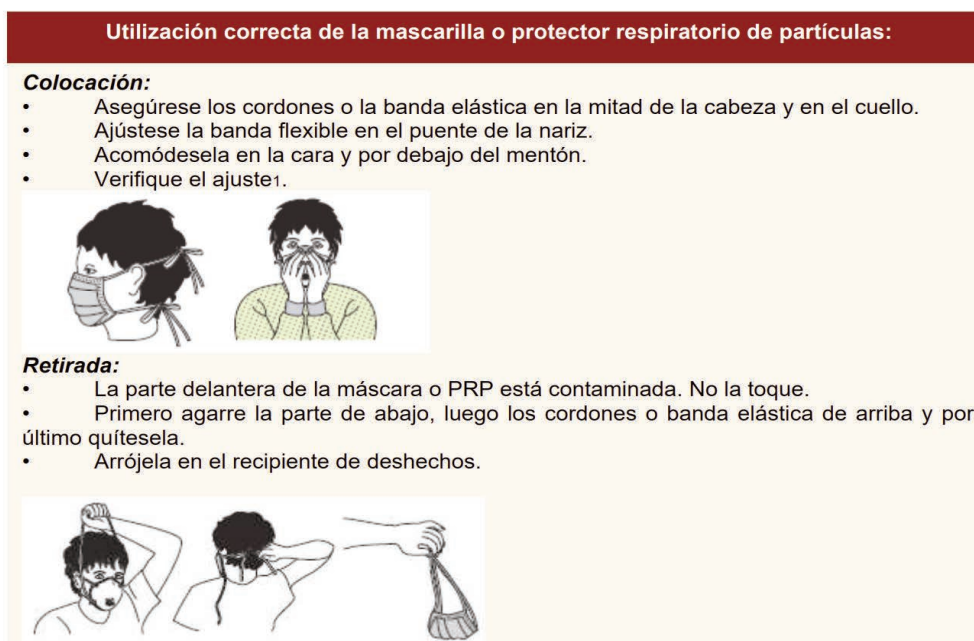 Utilización correcta de la mascarilla o protector respiratorio de partículas:
Colocación:
• Asegúrese los cordones o la banda elástica en la mitad de la cabeza y en el cuello.
• Ajústese la banda flexible en el puente de la nariz.
• Acomódesela en la cara y por debajo del mentón.
• Verifique el ajuste1.
Retirada:
• La parte delantera de la máscara o PRP está contaminada. No la toque.
• Primero agarre la parte de abajo, luego los cordones o banda elástica de arriba y por
último quítesela.
• Arrójela en el recipiente de deshechos.